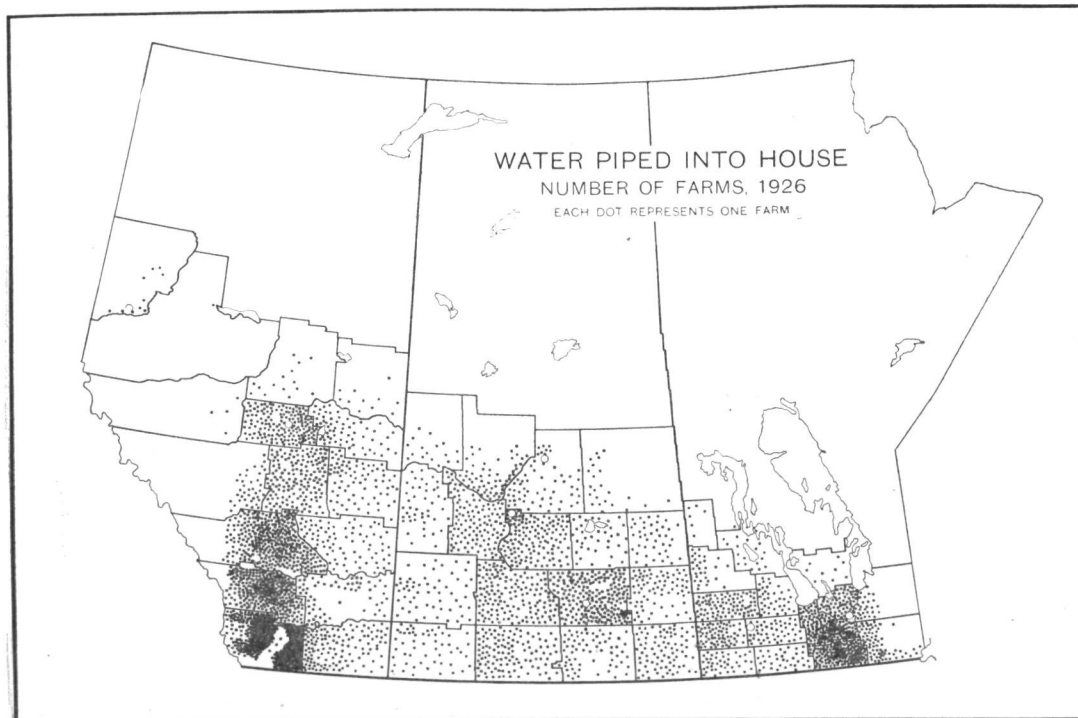 WATER PIPED INTO HOUSE
NUMBER OF FARMS, 1926
EACH DOT REPRESENTS ONE FARM